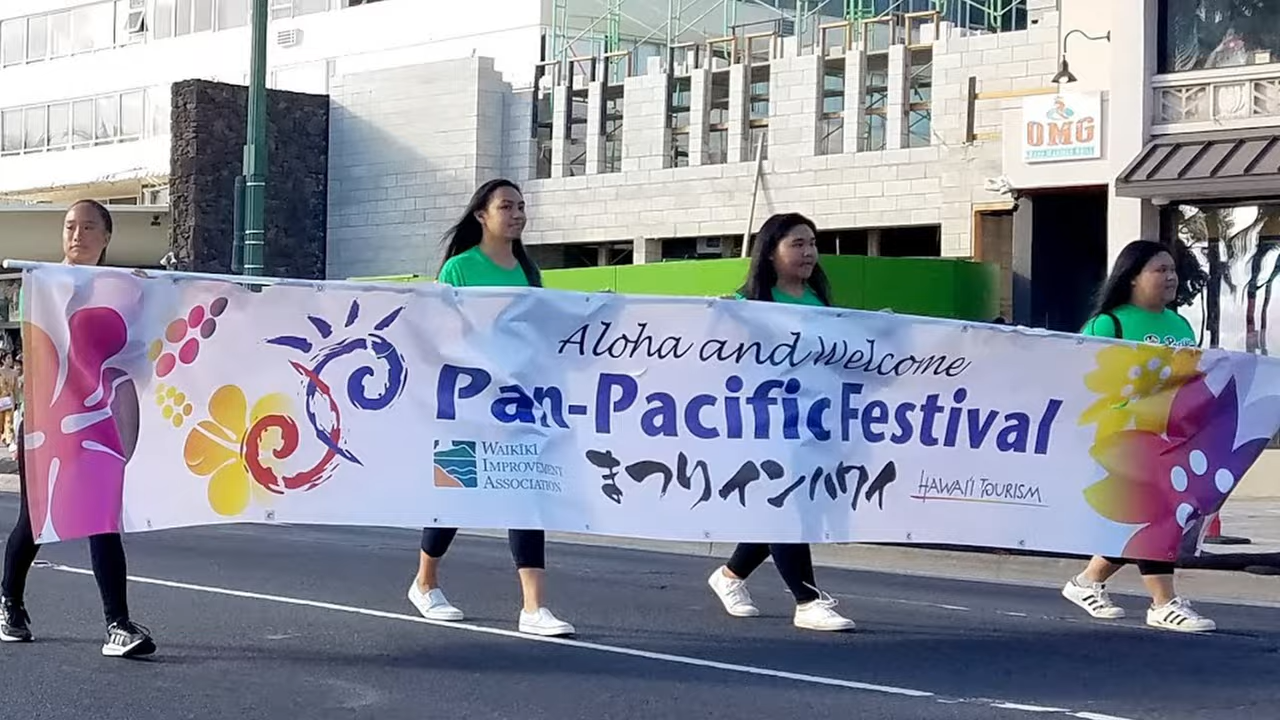 OMG
Aloha and Welcome
Pan-Pacific Festival
WAIKĪKĪ
IMPROVEMENT
ASSOCIATION
まつりインハワイ
HAWAI'I TOURISM